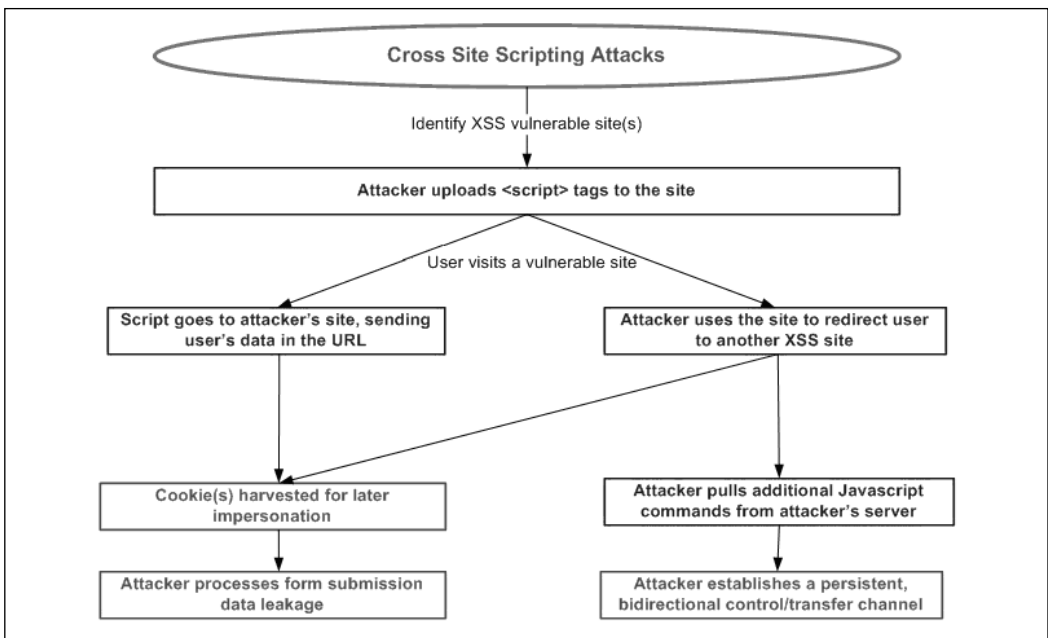 Cross Site Scripting Attacks
Identify XSS vulnerable site(s)
Attacker uploads <script> tags to the site
User visits a vulnerable site
Script goes to attacker's site, sending
user's data in the URL
Attacker uses the site to redirect user
to another XSS site
Cookie(s) harvested for later
impersonation
Attacker pulls additional Javascript
commands from attacker's server
Attacker processes form submission
data leakage
Attacker establishes a persistent,
bidirectional control/transfer channel